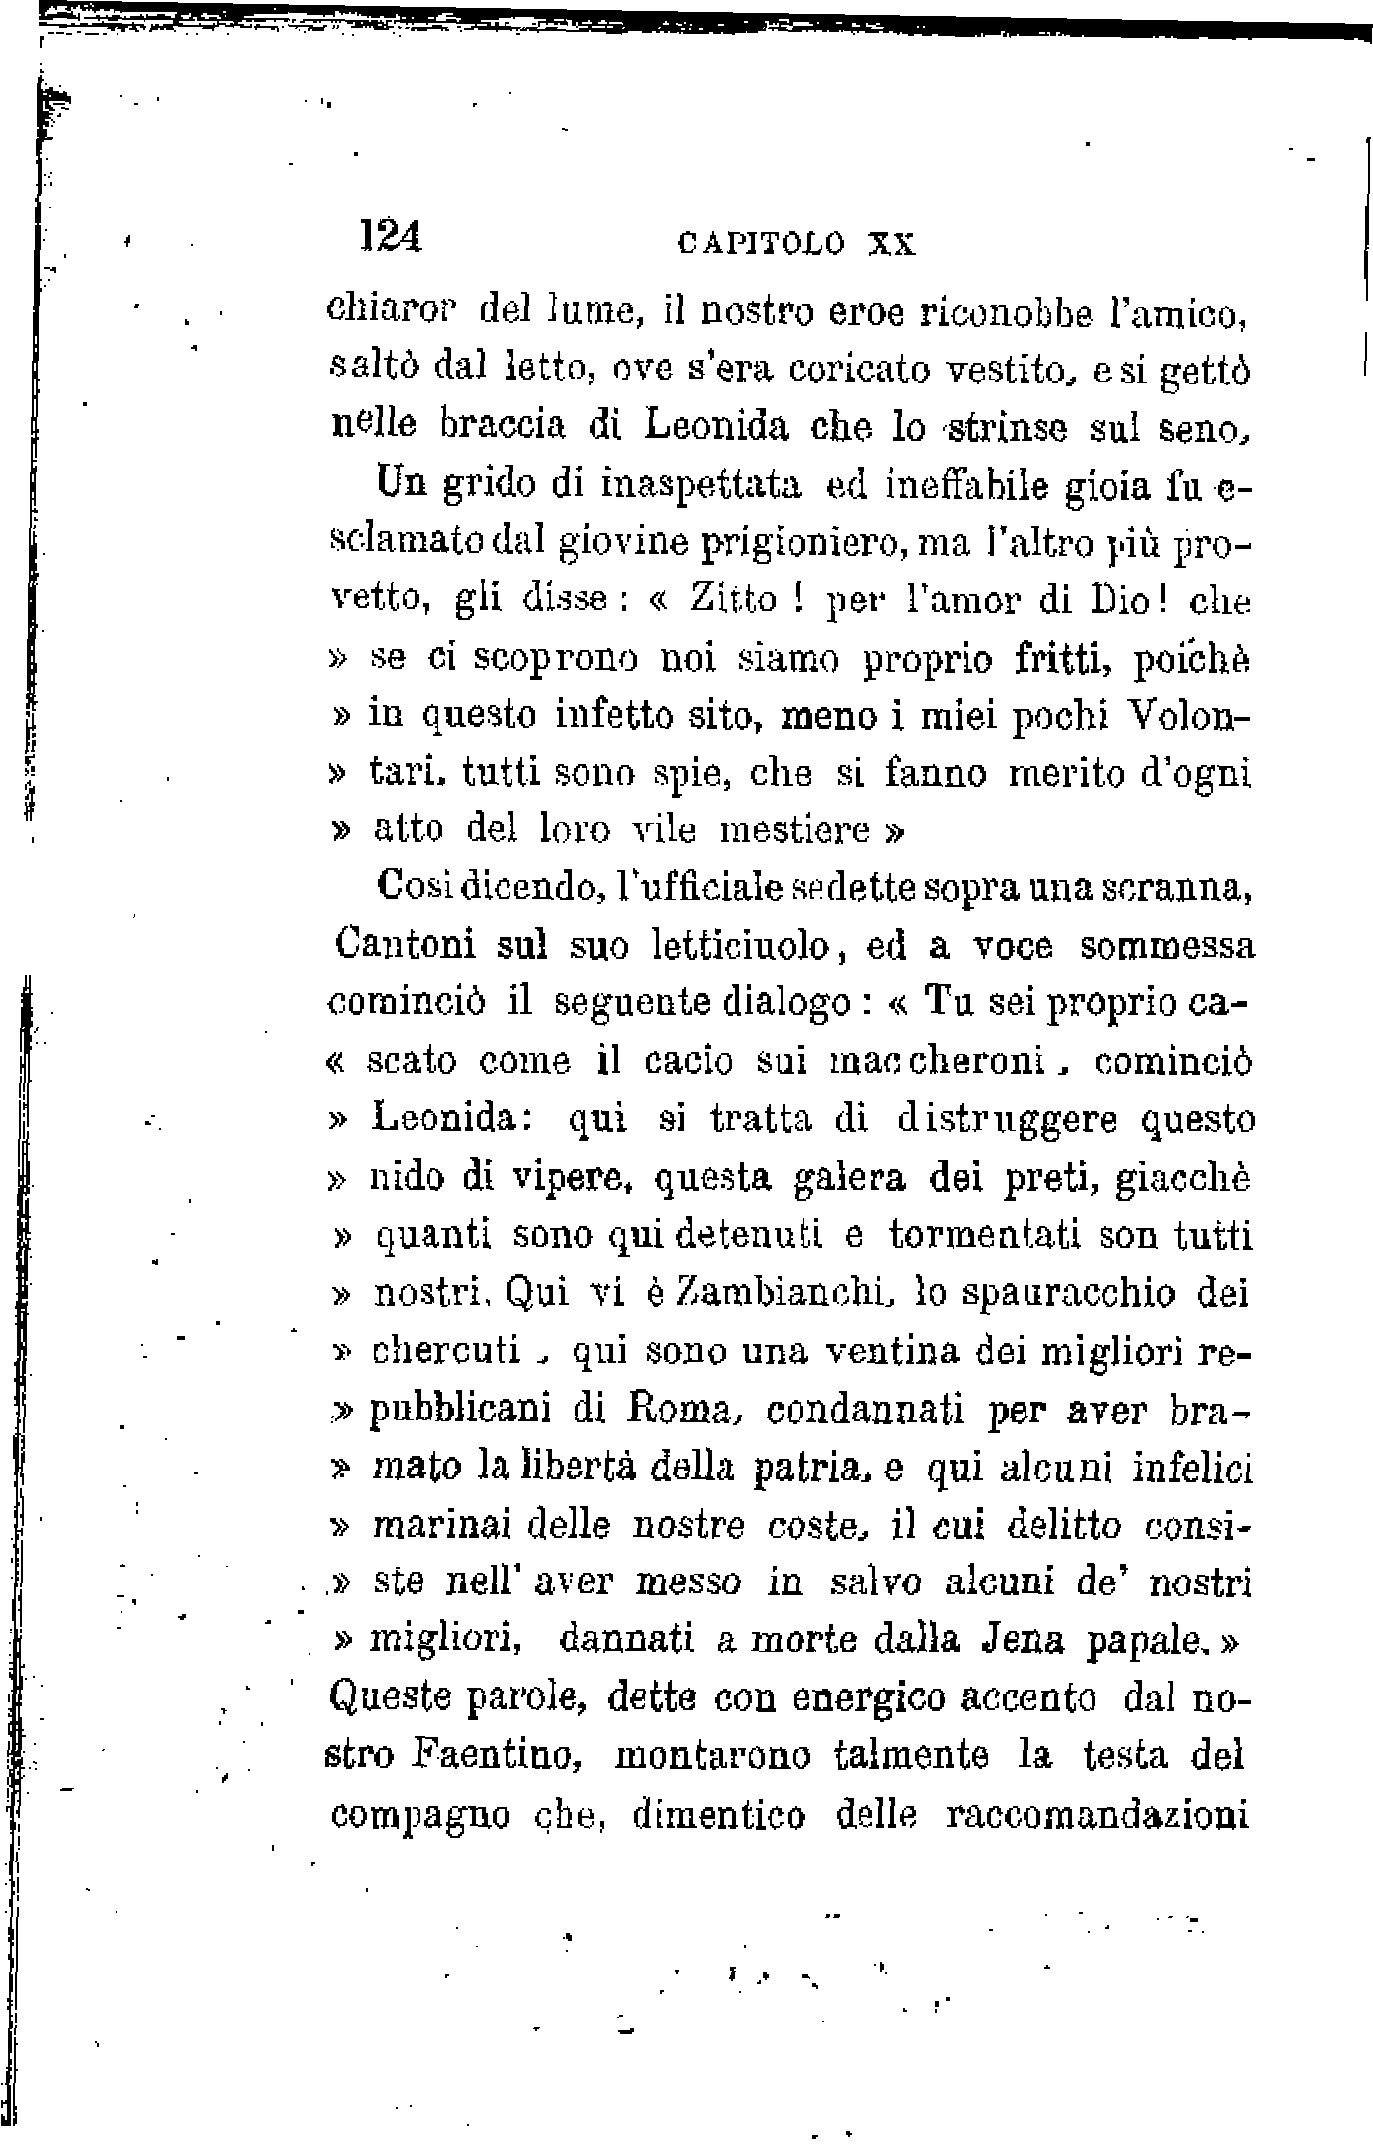 124 CAPITOLO XX
chiaror del lume, il nostro eroe riconobbe l'amico,
saltò dal letto, ove s'era coricato vestito, e si gettò
nelle braccia di Leonida che lo strinse sul seno,
Un grido di inaspettata ed ineffabile gioia fu e-
sclamato dal giovine prigioniero, ma l'altro più pro-
vetto, gli disse : « Zitto ! per l'amor di Dio! che
» se ci scoprono noi siamo proprio fritti, poichè
» in questo infetto sito, meno i miei pochi Volon-
» tari. tutti sono spie, che si fanno merito d'ogni
» atto del loro vile mestiere »
Cosi dicendo, l'ufficiale sedette sopra una scranna,
Cantoni sul suo letticiuolo, ed a voce sommessa
cominciò il seguente dialogo : « Tu sei proprio ca-
« scato come il cacio sui maccheroni, cominciò
» Leonida: qui si tratta di distruggere questo
» nido di vipere, questa galera dei preti, giacchè
» quanti sono qui detenuti e tormentati son tutti
» nostri. Qui vi è Zambianchi, lo spauracchio dei
» chercuti, qui sono una ventina dei migliori re-
» pubblicani di Roma, condannati per aver bra-
» mato la libertà della patria, e qui alcuni infelici
» marinai delle nostre coste, il cui delitto consi-
» ste nell' aver messo in salvo alcuni de' nostri
» migliori, dannati a morte dalla Jena papale. »
Queste parole, dette con energico accento dal no-
stro Faentino, montarono talmente la testa del
compagno che, dimentico delle raccomandazioni